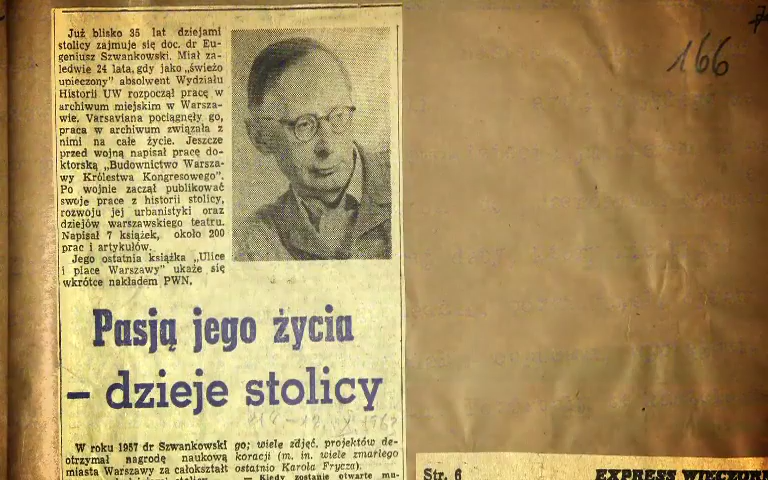 166
Już blisko 35 lat dziejami
stolicy zajmuje się doc. dr Eu-
geniusz Szwankowski. Miał za-
ledwie 24 lata, gdy jako „świeżo
upieczony" absolwent Wydziału
Historii UW rozpoczął pracę w
archiwum miejskim w Warsza-
wie. Varsaviana pociągnęły go,
praca w archiwum związała z
nimi na całe życie. Jeszcze
przed wojną napisał pracę do-
ktorską „Budownictwo Warsza-
wy Królestwa Kongresowego".
Po wojnie zaczął publikować
swoje prace z historii stolicy,
rozwoju jej urbanistyki oraz
dziejów warszawskiego teatru.
Napisał 7 książek, około 200
prac i artykułów.
Jego ostatnia książka „Ulice
i place Warszawy" ukaże się
wkrótce nakładem PWN.
Pasją jego życia
– dzieje stolicy
W roku 1957 dr Szwankowski
otrzymał nagrodę naukową
miasta Warszawy za całokształt
stolicy
go; wiele zdjęć, projektów de-
koracji (m. in. wiele zmarłego
ostatnio Karola Frycza).
— Kiedy zostanie otwarte mu-
Str. 6
EXPRESS WIECZORN